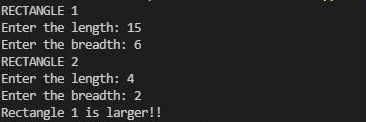 RECTANGLE 1
Enter the length: 15
Enter the breadth: 6
RECTANGLE 2
Enter the length: 4
Enter the breadth: 2
Rectangle 1 is larger!!